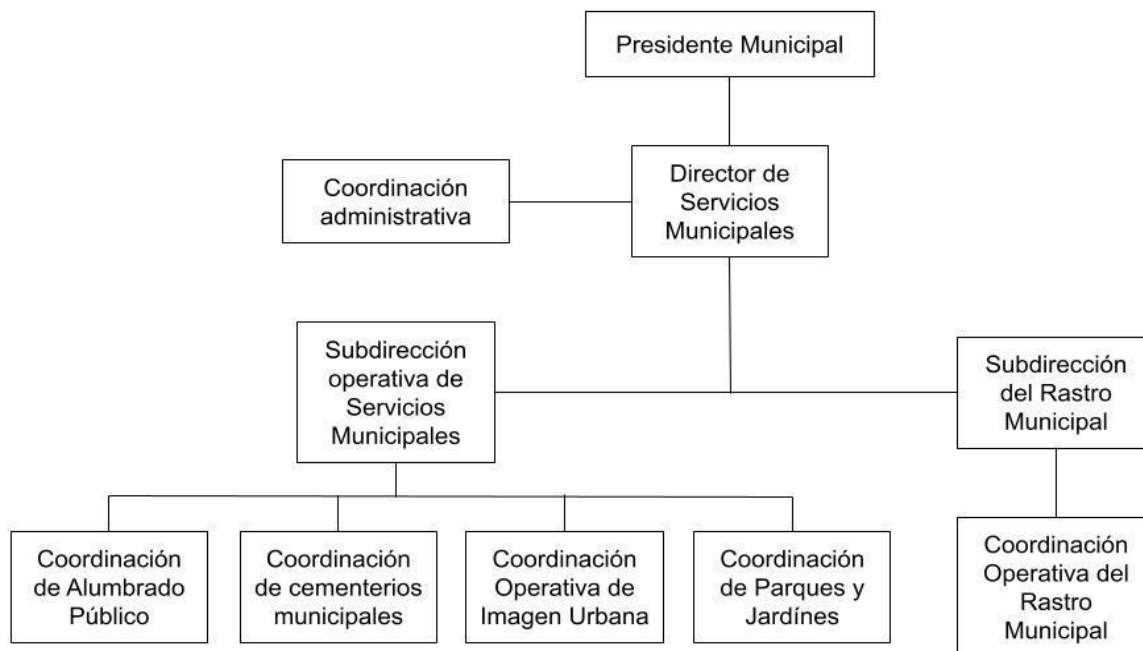 Presidente Municipal
Director de
Servicios
Municipales
Coordinación
administrativa
Subdirección
operativa de
Servicios
Municipales
Subdirección
del Rastro
Municipal
Coordinación
de Alumbrado
Público
Coordinación
de cementerios
municipales
Coordinación
Operativa de
Imagen Urbana
Coordinación
de Parques y
Jardínes
Coordinación
Operativa del
Rastro
Municipal